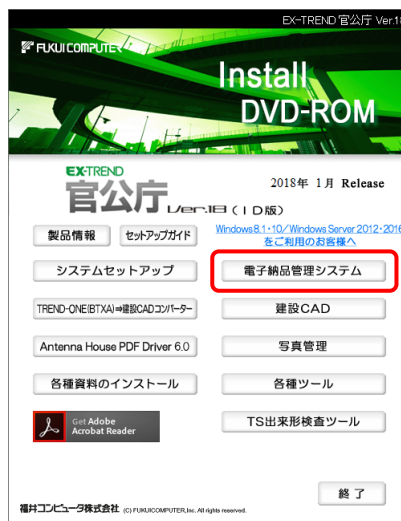 EX-TREND 官公庁 Ver.18
FUKUI COMPUTER
Install
DVD-ROM
EX-TREND
官公庁 Ver.18 (ID版)
2018年 1月 Release
製品情報
セットアップガイド
Windows8.1・10/Windows Server 2012・2016
をご利用のお客様へ
システムセットアップ
電子納品管理システム
TREND-ONE(BTXA)⇒建設CADコンバーター
建設CAD
Antenna House PDF Driver 6.0
写真管理
各種資料のインストール
各種ツール
Get Adobe
Acrobat Reader
TS出来形検査ツール
終了
福井コンピュータ株式会社 (C) FUKUICOMPUTER,Inc. All rights reserved.